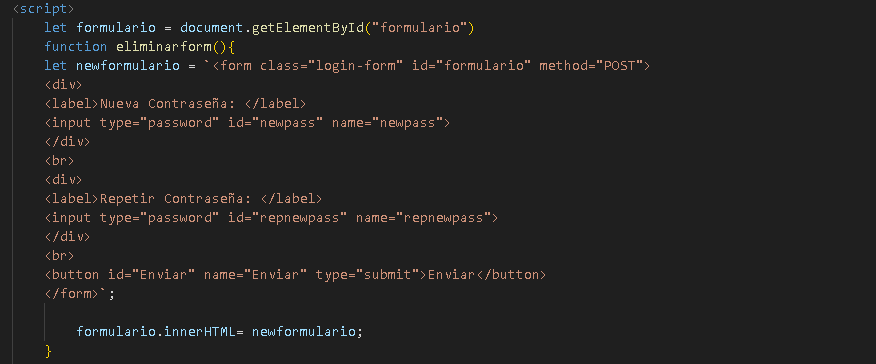 <script>
let formulario = document.getElementById("formulario")
function eliminarform(){
let newformulario = `<form class="login-form" id="formulario" method="POST">
<div>
<label>Nueva Contraseña: </label>
<input type="password" id="newpass" name="newpass">
</div>
<br>
<div>
<label>Repetir Contraseña: </label>
<input type="password" id="repnewpass" name="repnewpass">
</div>
<br>
<button id="Enviar" name="Enviar" type="submit">Enviar</button>
</form>`;
formulario.innerHTML= newformulario;
}